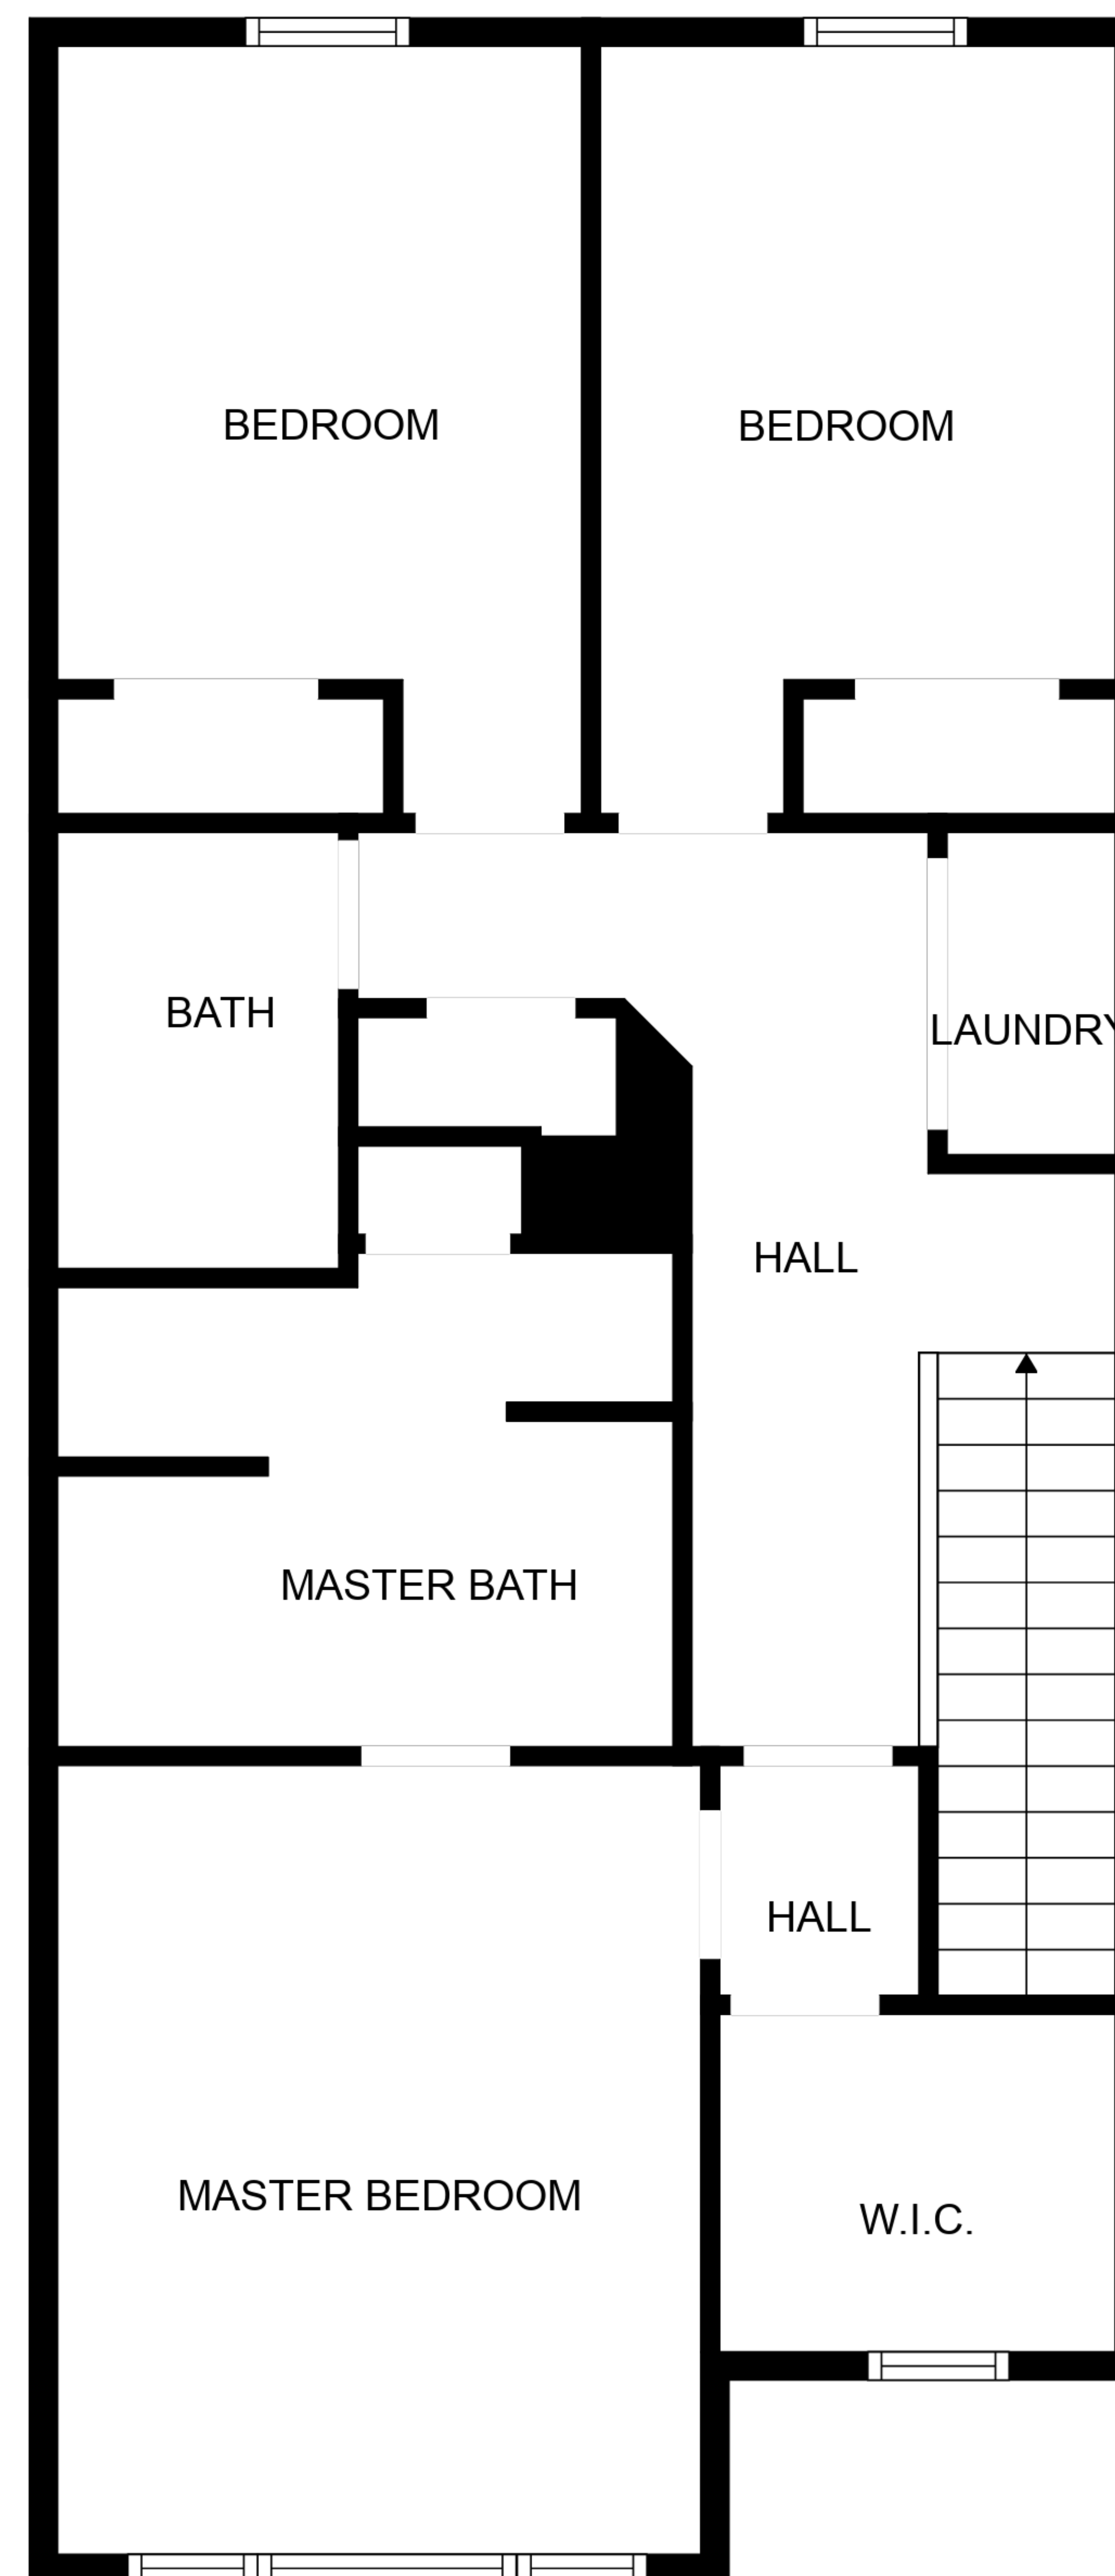 BEDROOM
BEDROOM
BATH
LAUNDRY
HALL
MASTER BATH
HALL
MASTER BEDROOM
W.I.C.